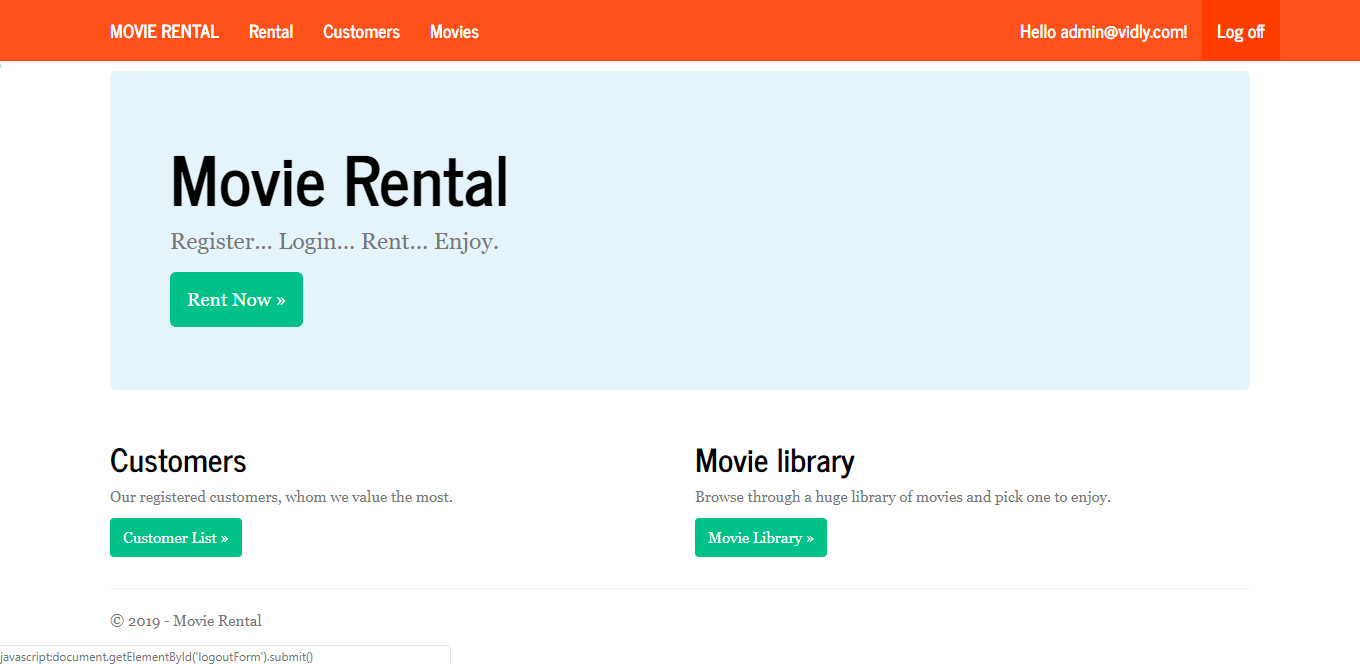 MOVIE RENTAL Rental Customers Movies Hello admin@vidly.com! Log off
Movie Rental
Register... Login... Rent... Enjoy.
Rent Now »
Customers
Our registered customers, whom we value the most.
Customer List »
Movie library
Browse through a huge library of movies and pick one to enjoy.
Movie Library »
© 2019 - Movie Rental
javascript:document.getElementById('logoutForm').submit()